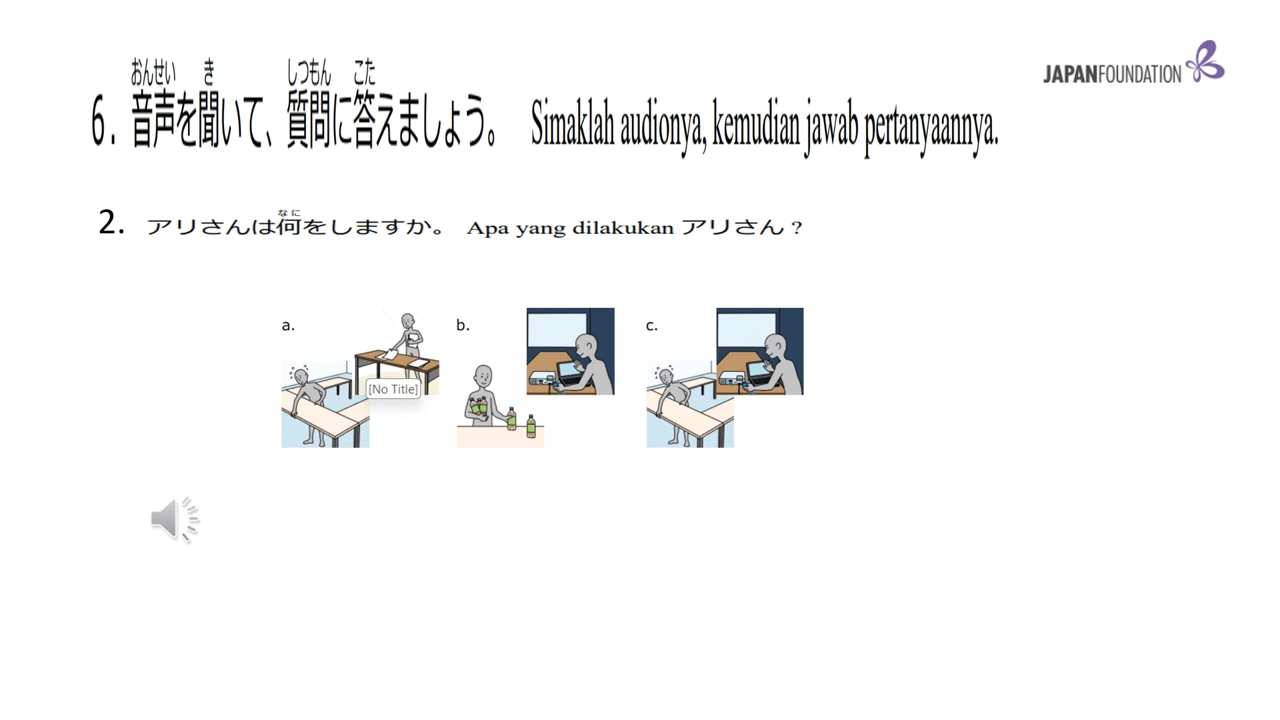 JAPANFOUNDATION
おんせい き しつもん こた
6. 音声を聞いて、質問に答えましょう。 Simaklah audionya, kemudian jawab pertanyaannya.
なに
2. アリさんは何をしますか。 Apa yang dilakukan アリさん ?
a. b. c.
[No Title]